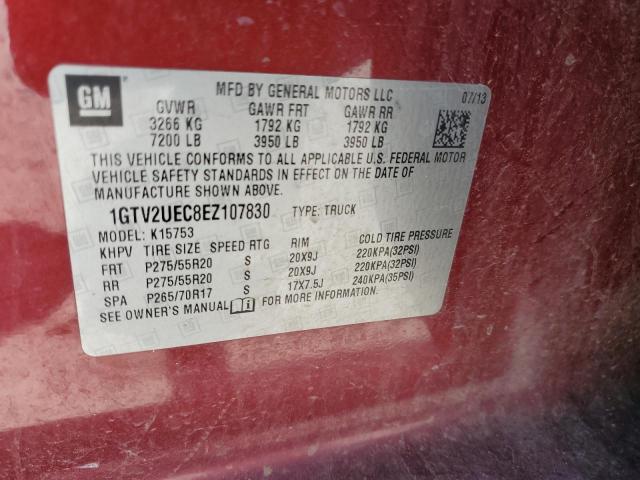 GM
MFD BY GENERAL MOTORS LLC 07/13
GVWR GAWR FRT GAWR RR
3266 KG 1792 KG 1792 KG
7200 LB 3950 LB 3950 LB
THIS VEHICLE CONFORMS TO ALL APPLICABLE U.S. FEDERAL MOTOR
VEHICLE SAFETY STANDARDS IN EFFECT ON THE DATE OF
MANUFACTURE SHOWN ABOVE.
1GTV2UEC8EZ107830 TYPE: TRUCK
MODEL: K15753
KHPV TIRE SIZE SPEED RTG RIM COLD TIRE PRESSURE
FRT P275/55R20 S 20X9J 220KPA(32PSI)
RR P275/55R20 S 20X9J 220KPA(32PSI)
SPA P265/70R17 S 17X7.5J 240KPA(35PSI)
SEE OWNER'S MANUAL FOR MORE INFORMATION.